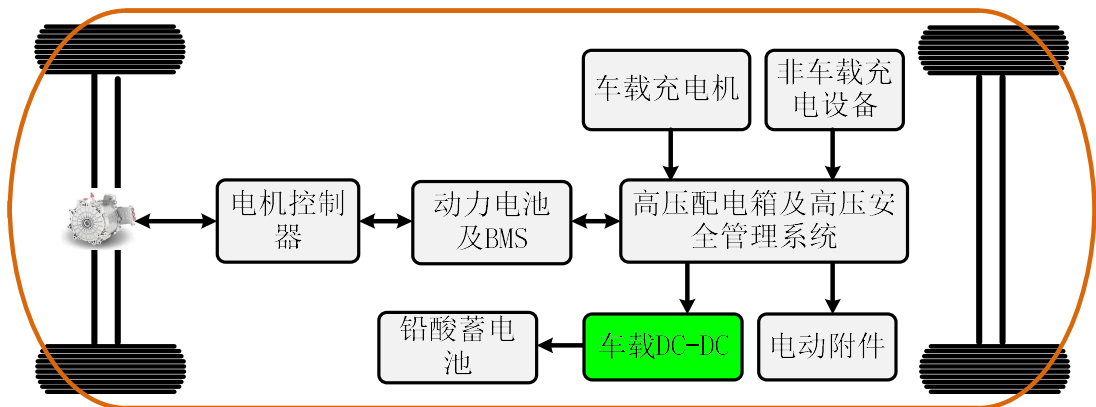 车载充电机
非车载充
电设备
电机控制
器
动力电池
及BMS
高压配电箱及高压安
全管理系统
铅酸蓄电
池
车载DC-DC
电动附件